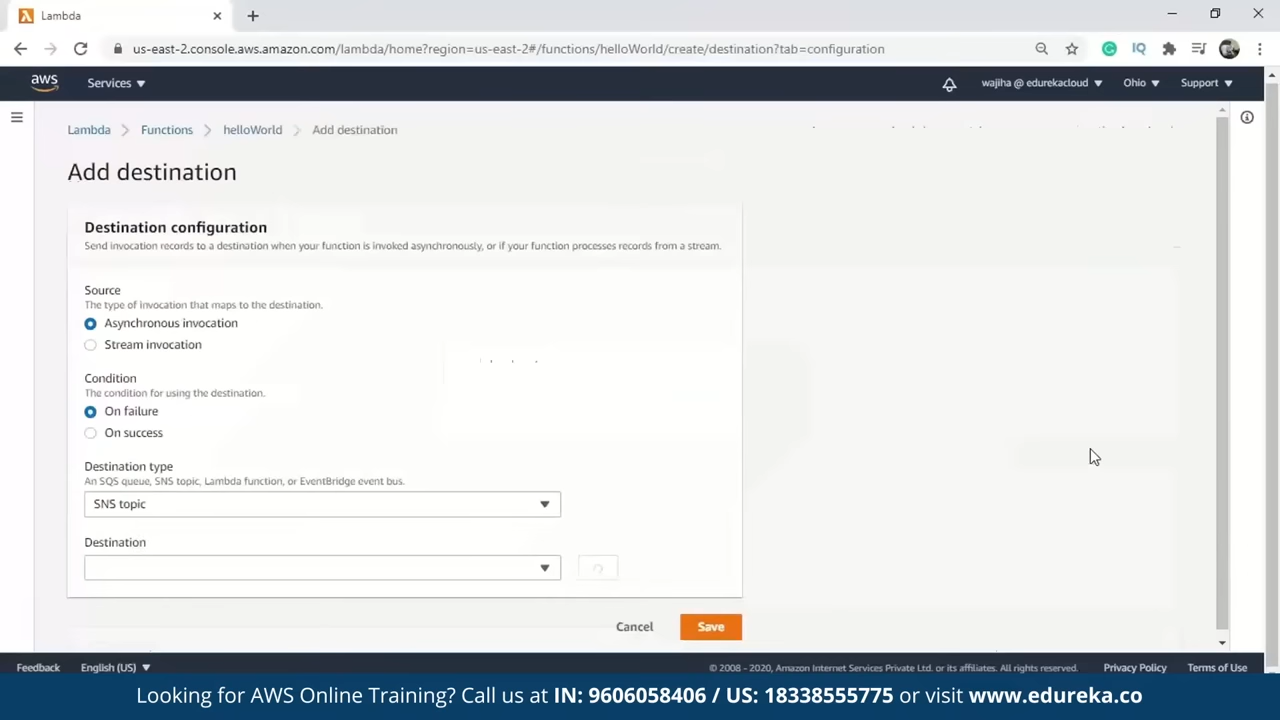 Lambda
us-east-2.console.aws.amazon.com/lambda/home?region=us-east-2#/functions/helloWorld/create/destination?tab=configuration
aws Services wajiha @ edurekacloud Ohio Support
Lambda Functions helloWorld Add destination
Add destination
Destination configuration
Send invocation records to a destination when your function is invoked asynchronously, or if your function processes records from a stream.
Source
The type of invocation that maps to the destination.
Asynchronous invocation
Stream invocation
Condition
The condition for using the destination.
On failure
On success
Destination type
An SQS queue, SNS topic, Lambda function, or EventBridge event bus.
SNS topic
Destination
Cancel Save
Feedback English (US) © 2008 - 2020, Amazon Internet Services Private Ltd. or its affiliates. All rights reserved. Privacy Policy Terms of Use
Looking for AWS Online Training? Call us at IN: 9606058406 / US: 18338555775 or visit www.edureka.co